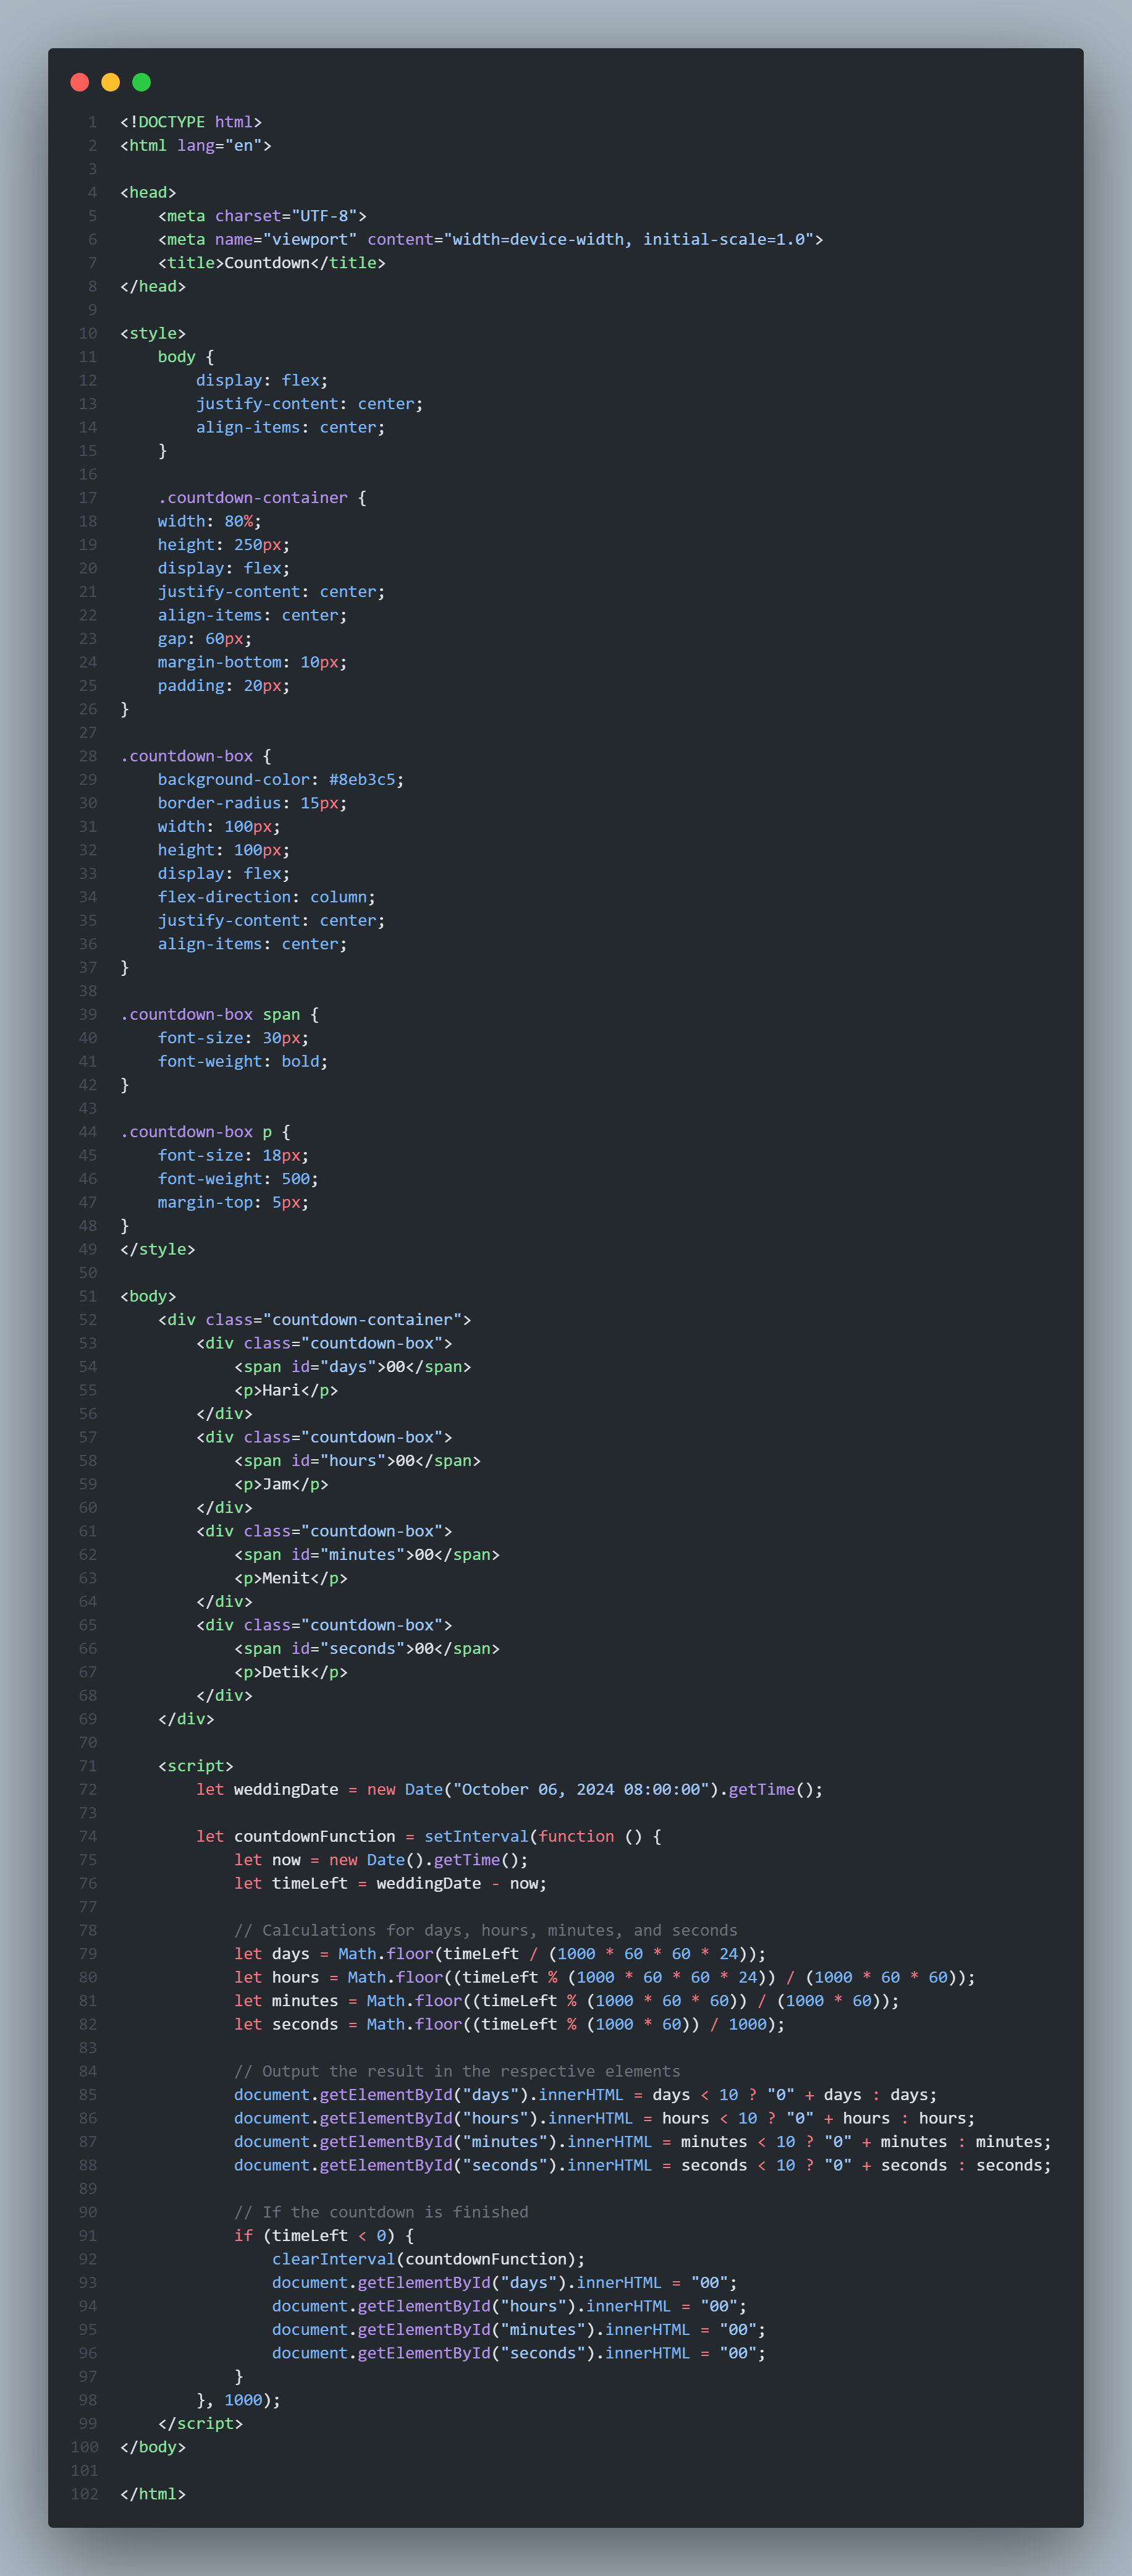 1 <!DOCTYPE html>
2 <html lang="en">
3
4 <head>
5     <meta charset="UTF-8">
6     <meta name="viewport" content="width=device-width, initial-scale=1.0">
7     <title>Countdown</title>
8 </head>
9
10 <style>
11     body {
12         display: flex;
13         justify-content: center;
14         align-items: center;
15     }
16
17     .countdown-container {
18     width: 80%;
19     height: 250px;
20     display: flex;
21     justify-content: center;
22     align-items: center;
23     gap: 60px;
24     margin-bottom: 10px;
25     padding: 20px;
26 }
27
28 .countdown-box {
29     background-color: #8eb3c5;
30     border-radius: 15px;
31     width: 100px;
32     height: 100px;
33     display: flex;
34     flex-direction: column;
35     justify-content: center;
36     align-items: center;
37 }
38
39 .countdown-box span {
40     font-size: 30px;
41     font-weight: bold;
42 }
43
44 .countdown-box p {
45     font-size: 18px;
46     font-weight: 500;
47     margin-top: 5px;
48 }
49 </style>
50
51 <body>
52     <div class="countdown-container">
53         <div class="countdown-box">
54             <span id="days">00</span>
55             <p>Hari</p>
56         </div>
57         <div class="countdown-box">
58             <span id="hours">00</span>
59             <p>Jam</p>
60         </div>
61         <div class="countdown-box">
62             <span id="minutes">00</span>
63             <p>Menit</p>
64         </div>
65         <div class="countdown-box">
66             <span id="seconds">00</span>
67             <p>Detik</p>
68         </div>
69     </div>
70
71     <script>
72         let weddingDate = new Date("October 06, 2024 08:00:00").getTime();
73
74         let countdownFunction = setInterval(function () {
75             let now = new Date().getTime();
76             let timeLeft = weddingDate - now;
77
78             // Calculations for days, hours, minutes, and seconds
79             let days = Math.floor(timeLeft / (1000 * 60 * 60 * 24));
80             let hours = Math.floor((timeLeft % (1000 * 60 * 60 * 24)) / (1000 * 60 * 60));
81             let minutes = Math.floor((timeLeft % (1000 * 60 * 60)) / (1000 * 60));
82             let seconds = Math.floor((timeLeft % (1000 * 60)) / 1000);
83
84             // Output the result in the respective elements
85             document.getElementById("days").innerHTML = days < 10 ? "0" + days : days;
86             document.getElementById("hours").innerHTML = hours < 10 ? "0" + hours : hours;
87             document.getElementById("minutes").innerHTML = minutes < 10 ? "0" + minutes : minutes;
88             document.getElementById("seconds").innerHTML = seconds < 10 ? "0" + seconds : seconds;
89
90             // If the countdown is finished
91             if (timeLeft < 0) {
92                 clearInterval(countdownFunction);
93                 document.getElementById("days").innerHTML = "00";
94                 document.getElementById("hours").innerHTML = "00";
95                 document.getElementById("minutes").innerHTML = "00";
96                 document.getElementById("seconds").innerHTML = "00";
97             }
98         }, 1000);
99     </script>
100 </body>
101
102 </html>